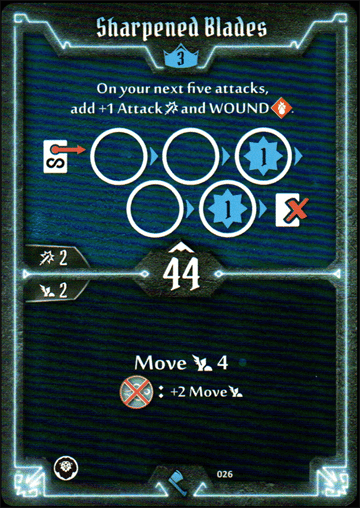 Sharpened Blades
3
On your next five attacks,
add +1 Attack and WOUND.
S
1
1
2
44
2
Move 4
: +2 Move
026